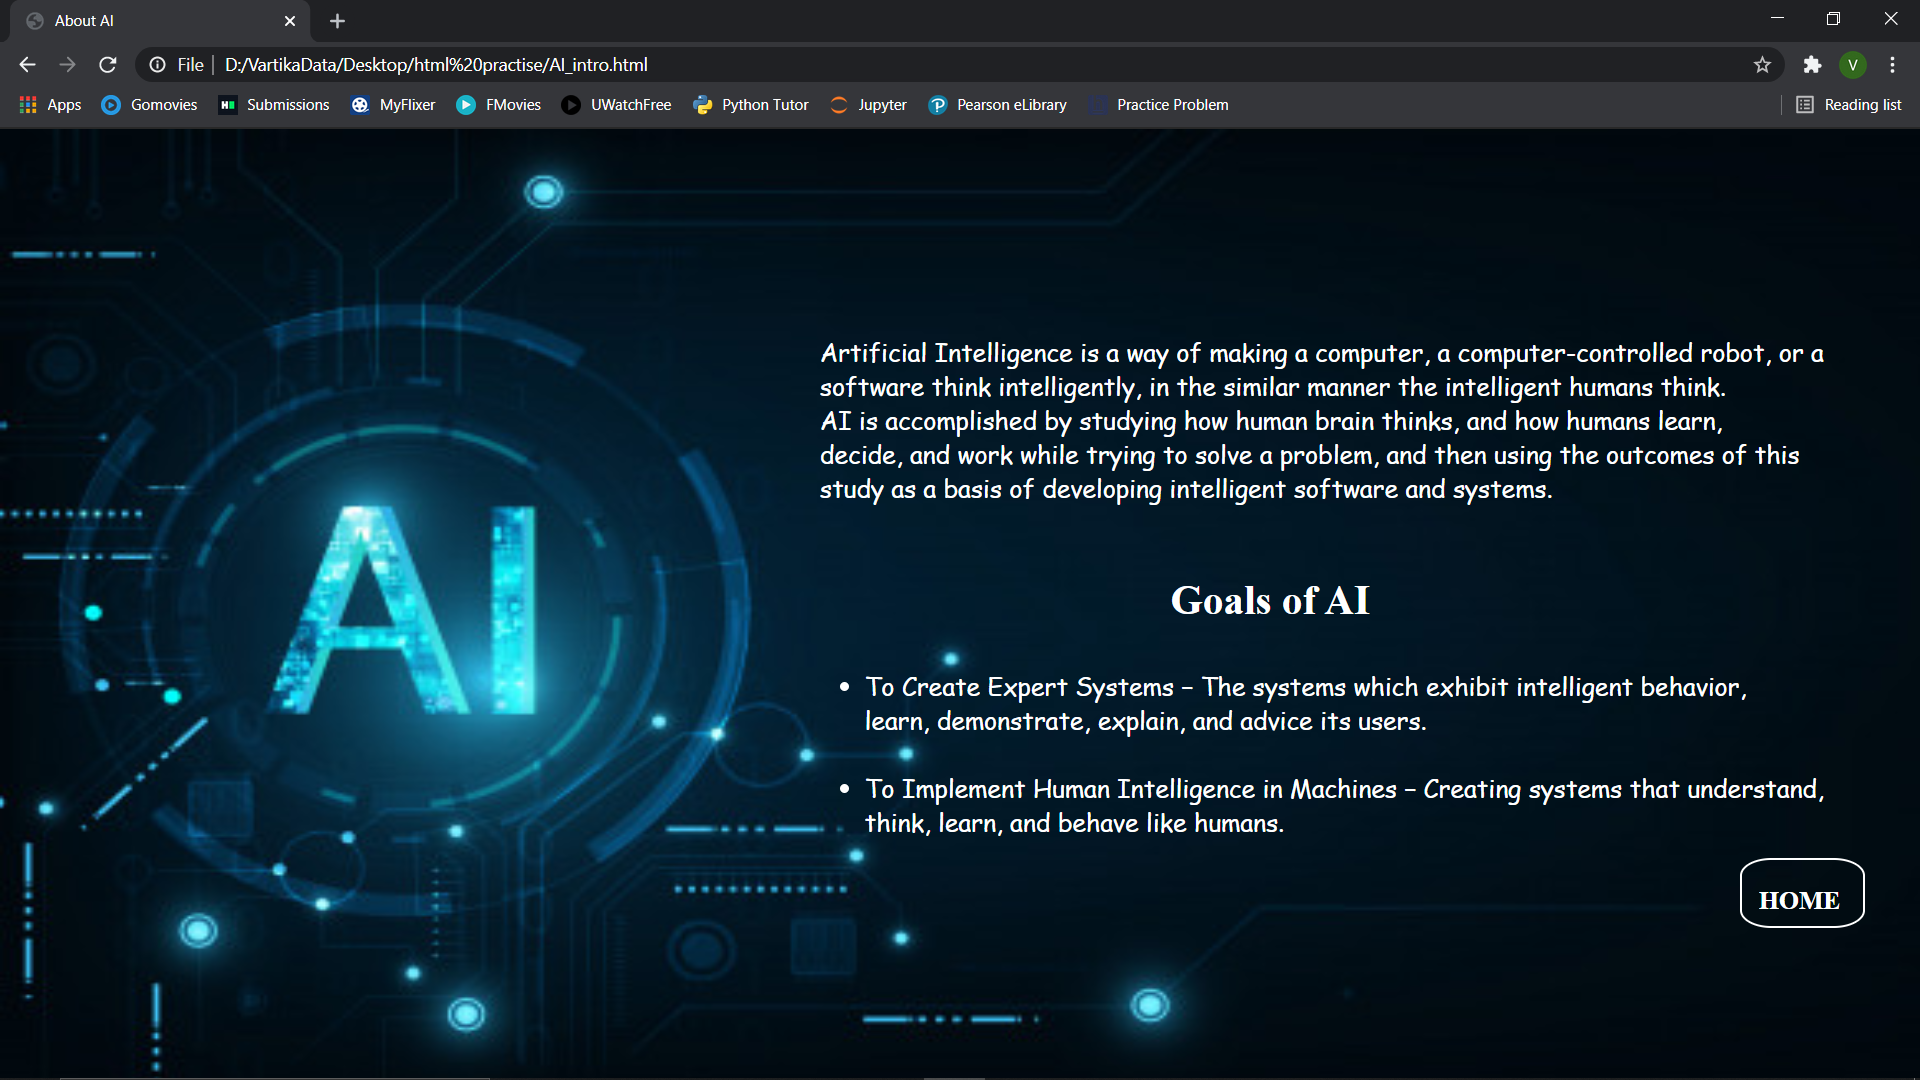 About AI
File
D:/VartikaData/Desktop/html%20practise/AI_intro.html
V
Apps
Gomovies
Submissions
MyFlixer
FMovies
UWatchFree
Python Tutor
Jupyter
Pearson eLibrary
Practice Problem
Reading list
Artificial Intelligence is a way of making a computer, a computer-controlled robot, or a
software think intelligently, in the similar manner the intelligent humans think.
AI is accomplished by studying how human brain thinks, and how humans learn,
decide, and work while trying to solve a problem, and then using the outcomes of this
study as a basis of developing intelligent software and systems.
AI
Goals of AI
• To Create Expert Systems – The systems which exhibit intelligent behavior,
learn, demonstrate, explain, and advice its users.
• To Implement Human Intelligence in Machines – Creating systems that understand,
think, learn, and behave like humans.
HOME